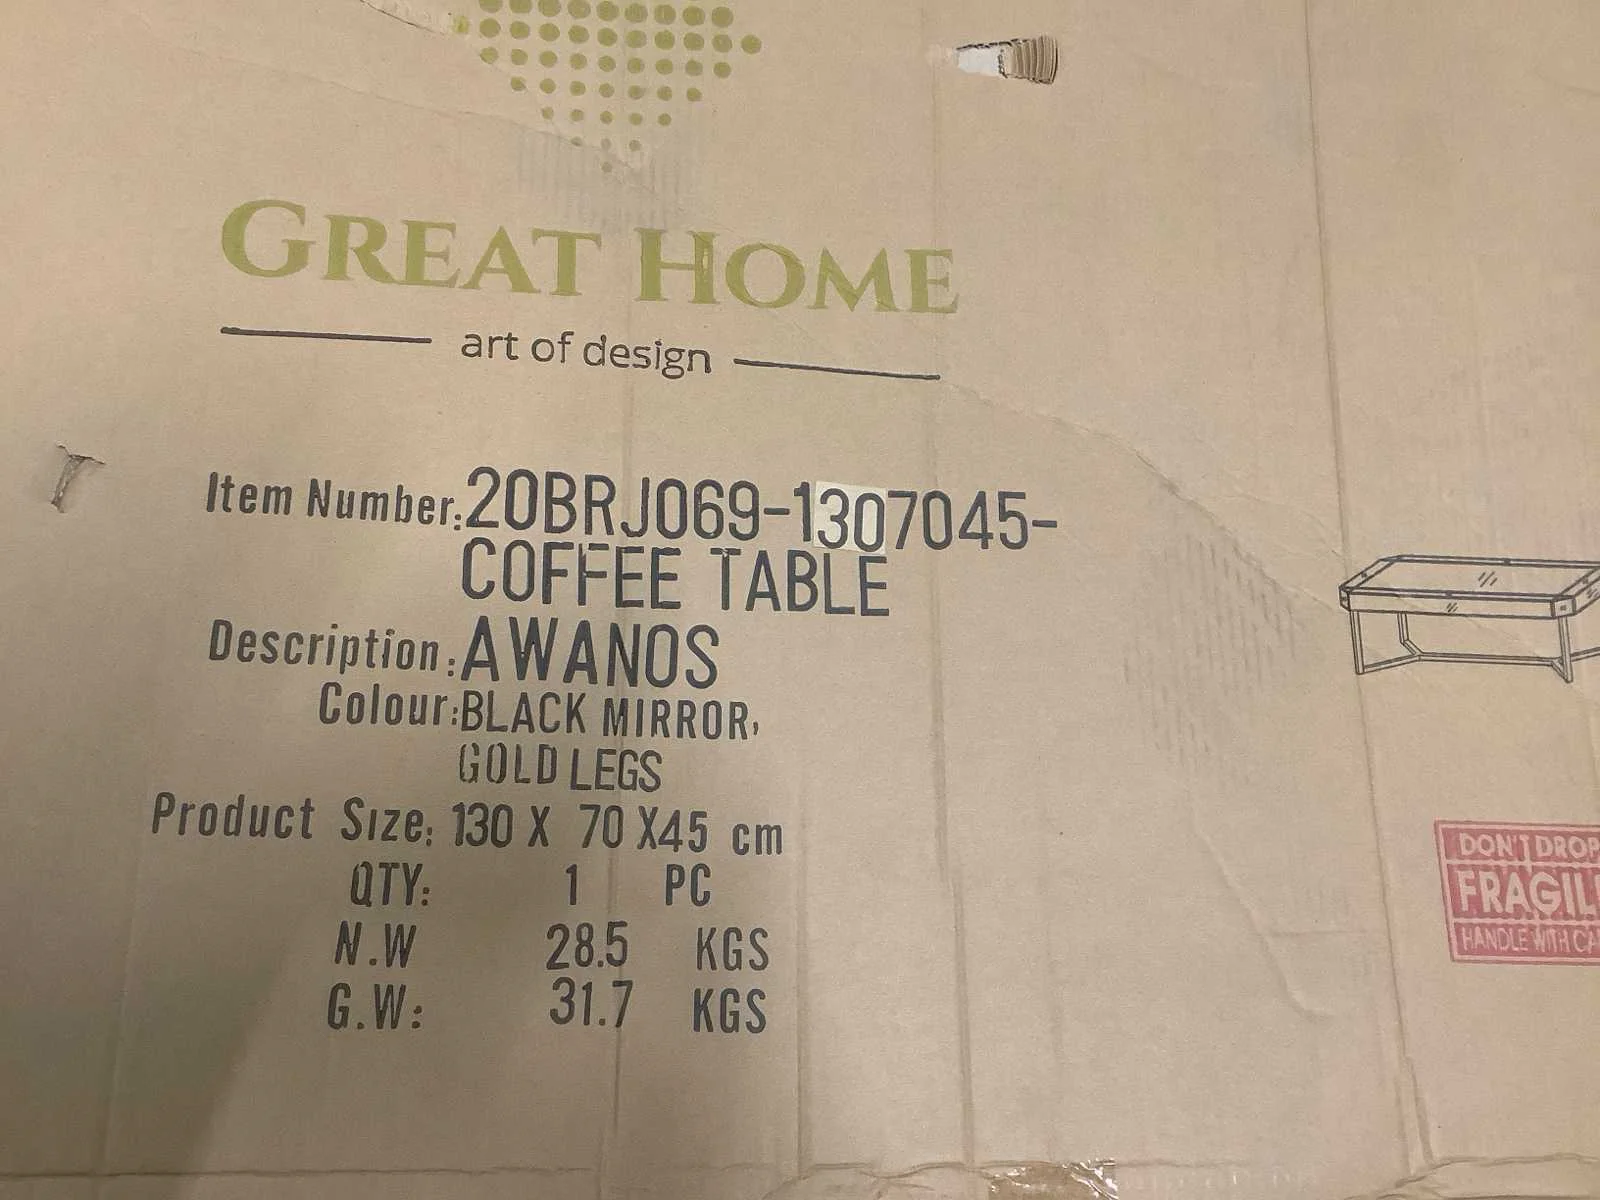 GREAT HOME
art of design
Item Number:20BRJ069-1307045-
COFFEE TABLE
Description:AWANOS
Colour:BLACK MIRROR,
GOLD LEGS
Product Size: 130 X 70 X45 cm
QTY: 1 PC
N.W 28.5 KGS
G.W: 31.7 KGS
DON'T DROP
FRAGIL
HANDLE WITH CA